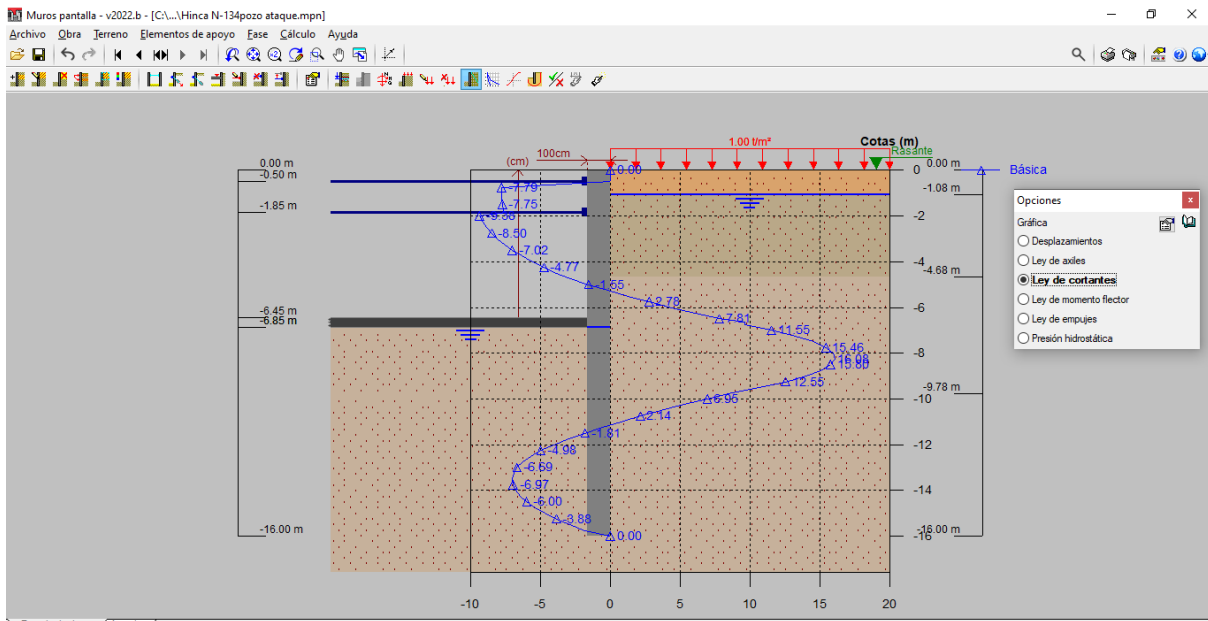 Muros pantalla - v2022.b - [C:\...\Hinca N-134pozo ataque.mpn]
Archivo Obra Terreno Elementos de apoyo Fase Cálculo Ayuda
1.00 t/m²
Cotas (m)
Rasante
(cm)
100cm
0.00 m
-0.50 m
-1.85 m
-6.45 m
-6.85 m
-16.00 m
0.00
-7.79
-7.75
-9.38
-8.50
-7.02
-4.77
-1.55
2.78
7.81
11.55
15.46
16.08
15.80
12.55
6.95
2.14
-1.81
-4.98
-6.69
-6.97
-6.00
-3.88
0.00
0
-2
-4
-6
-8
-10
-12
-14
-16
0.00 m
-1.08 m
-4.68 m
-9.78 m
-16.00 m
Básica
-10 -5 0 5 10 15 20
Opciones
Gráfica
Desplazamientos
Ley de axiles
Ley de cortantes
Ley de momento flector
Ley de empujes
Presión hidrostática